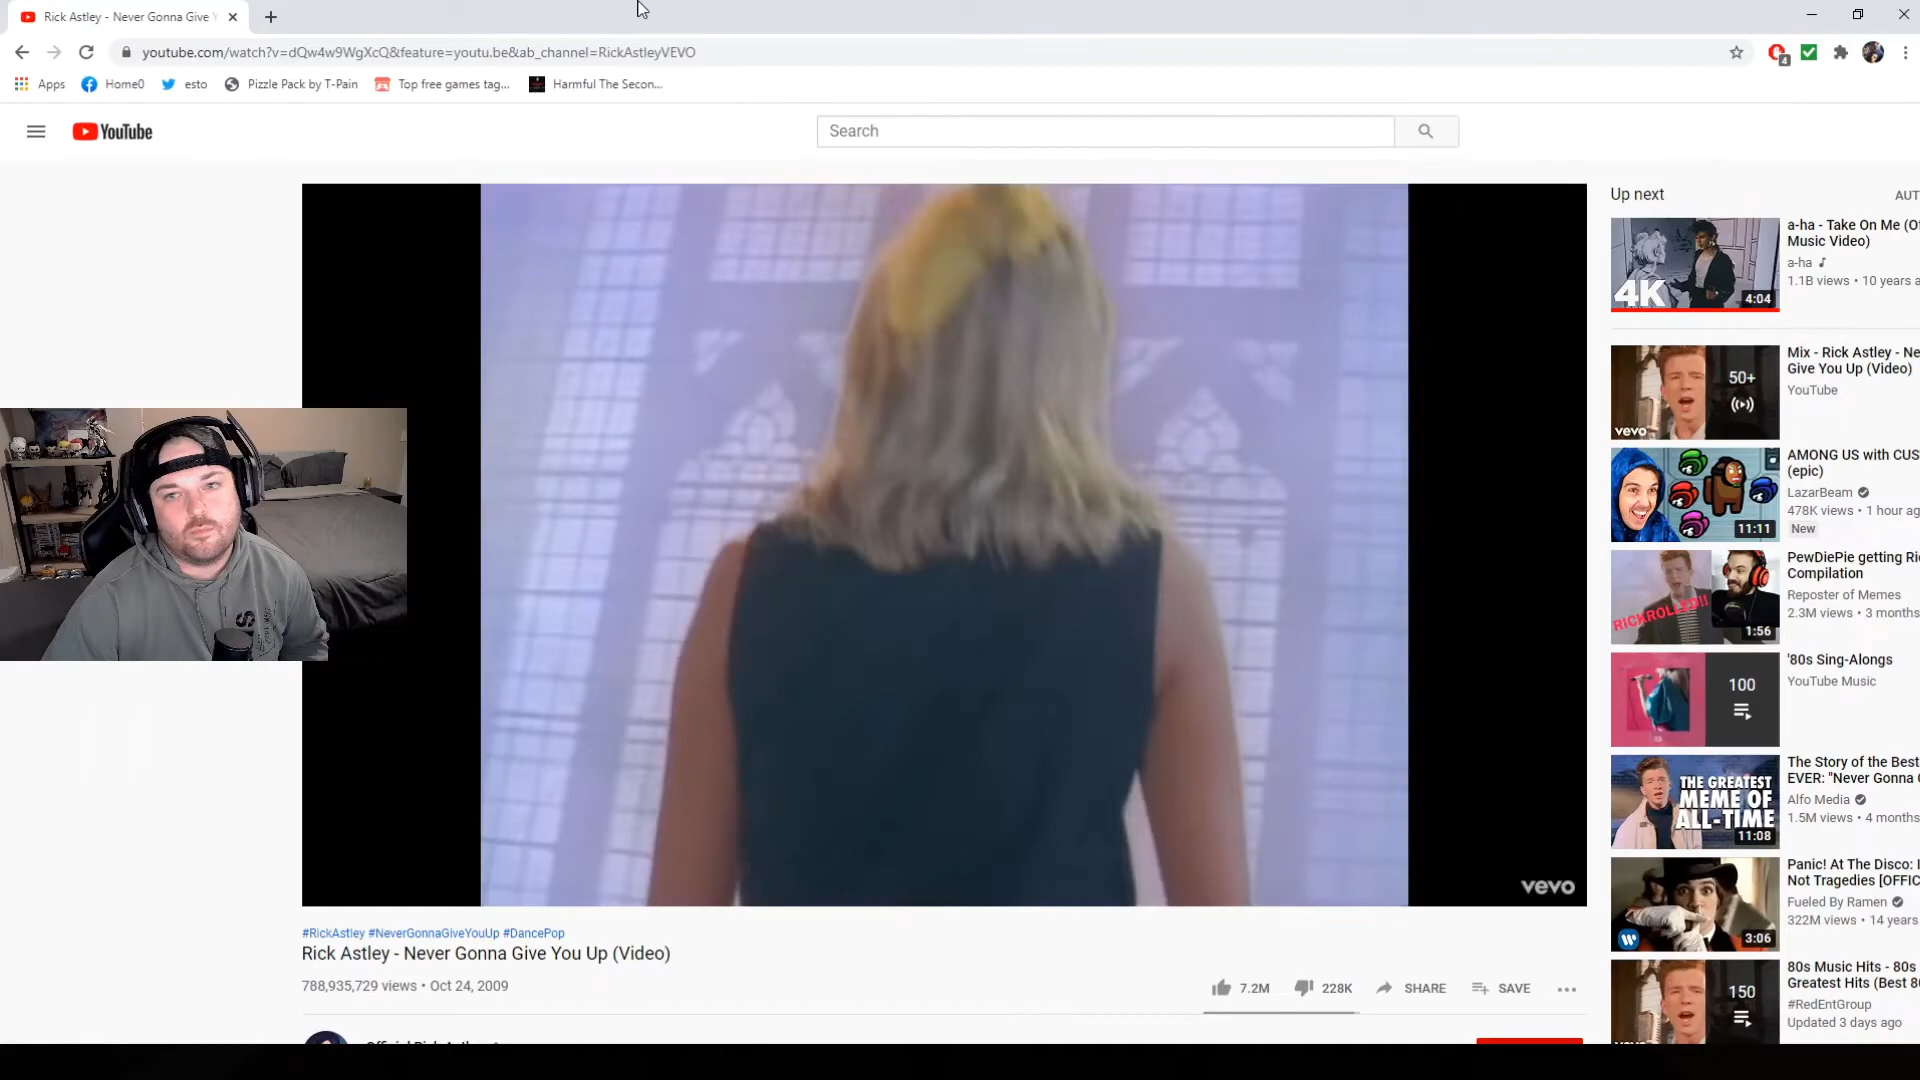 Rick Astley - Never Gonna Give Y
youtube.com/watch?v=dQw4w9WgXcQ&feature=youtu.be&ab_channel=RickAstleyVEVO
4
Apps
Home0
esto
Pizzle Pack by T-Pain
Top free games tag...
Harmful The Secon...
YouTube
Search
vevo
#RickAstley #NeverGonnaGiveYouUp #DancePop
Rick Astley - Never Gonna Give You Up (Video)
788,935,729 views • Oct 24, 2009
7.2M
228K
SHARE
SAVE
Up next
AUT
4K
4:04
a-ha - Take On Me (O
Music Video)
a-ha
1.1B views • 10 years a
50+
vevo
Mix - Rick Astley - Ne
Give You Up (Video)
YouTube
11:11
AMONG US with CUS
(epic)
LazarBeam
478K views • 1 hour ag
New
RICKROLLED!!
1:56
PewDiePie getting Ri
Compilation
Reposter of Memes
2.3M views • 3 months
100
'80s Sing-Alongs
YouTube Music
THE GREATEST
MEME OF
ALL-TIME
11:08
The Story of the Best
EVER: "Never Gonna G
Alfo Media
1.5M views • 4 months
W
3:06
Panic! At The Disco: I
Not Tragedies [OFFIC
Fueled By Ramen
322M views • 14 years
150
80s Music Hits - 80s
Greatest Hits (Best 80
#RedEntGroup
Updated 3 days ago